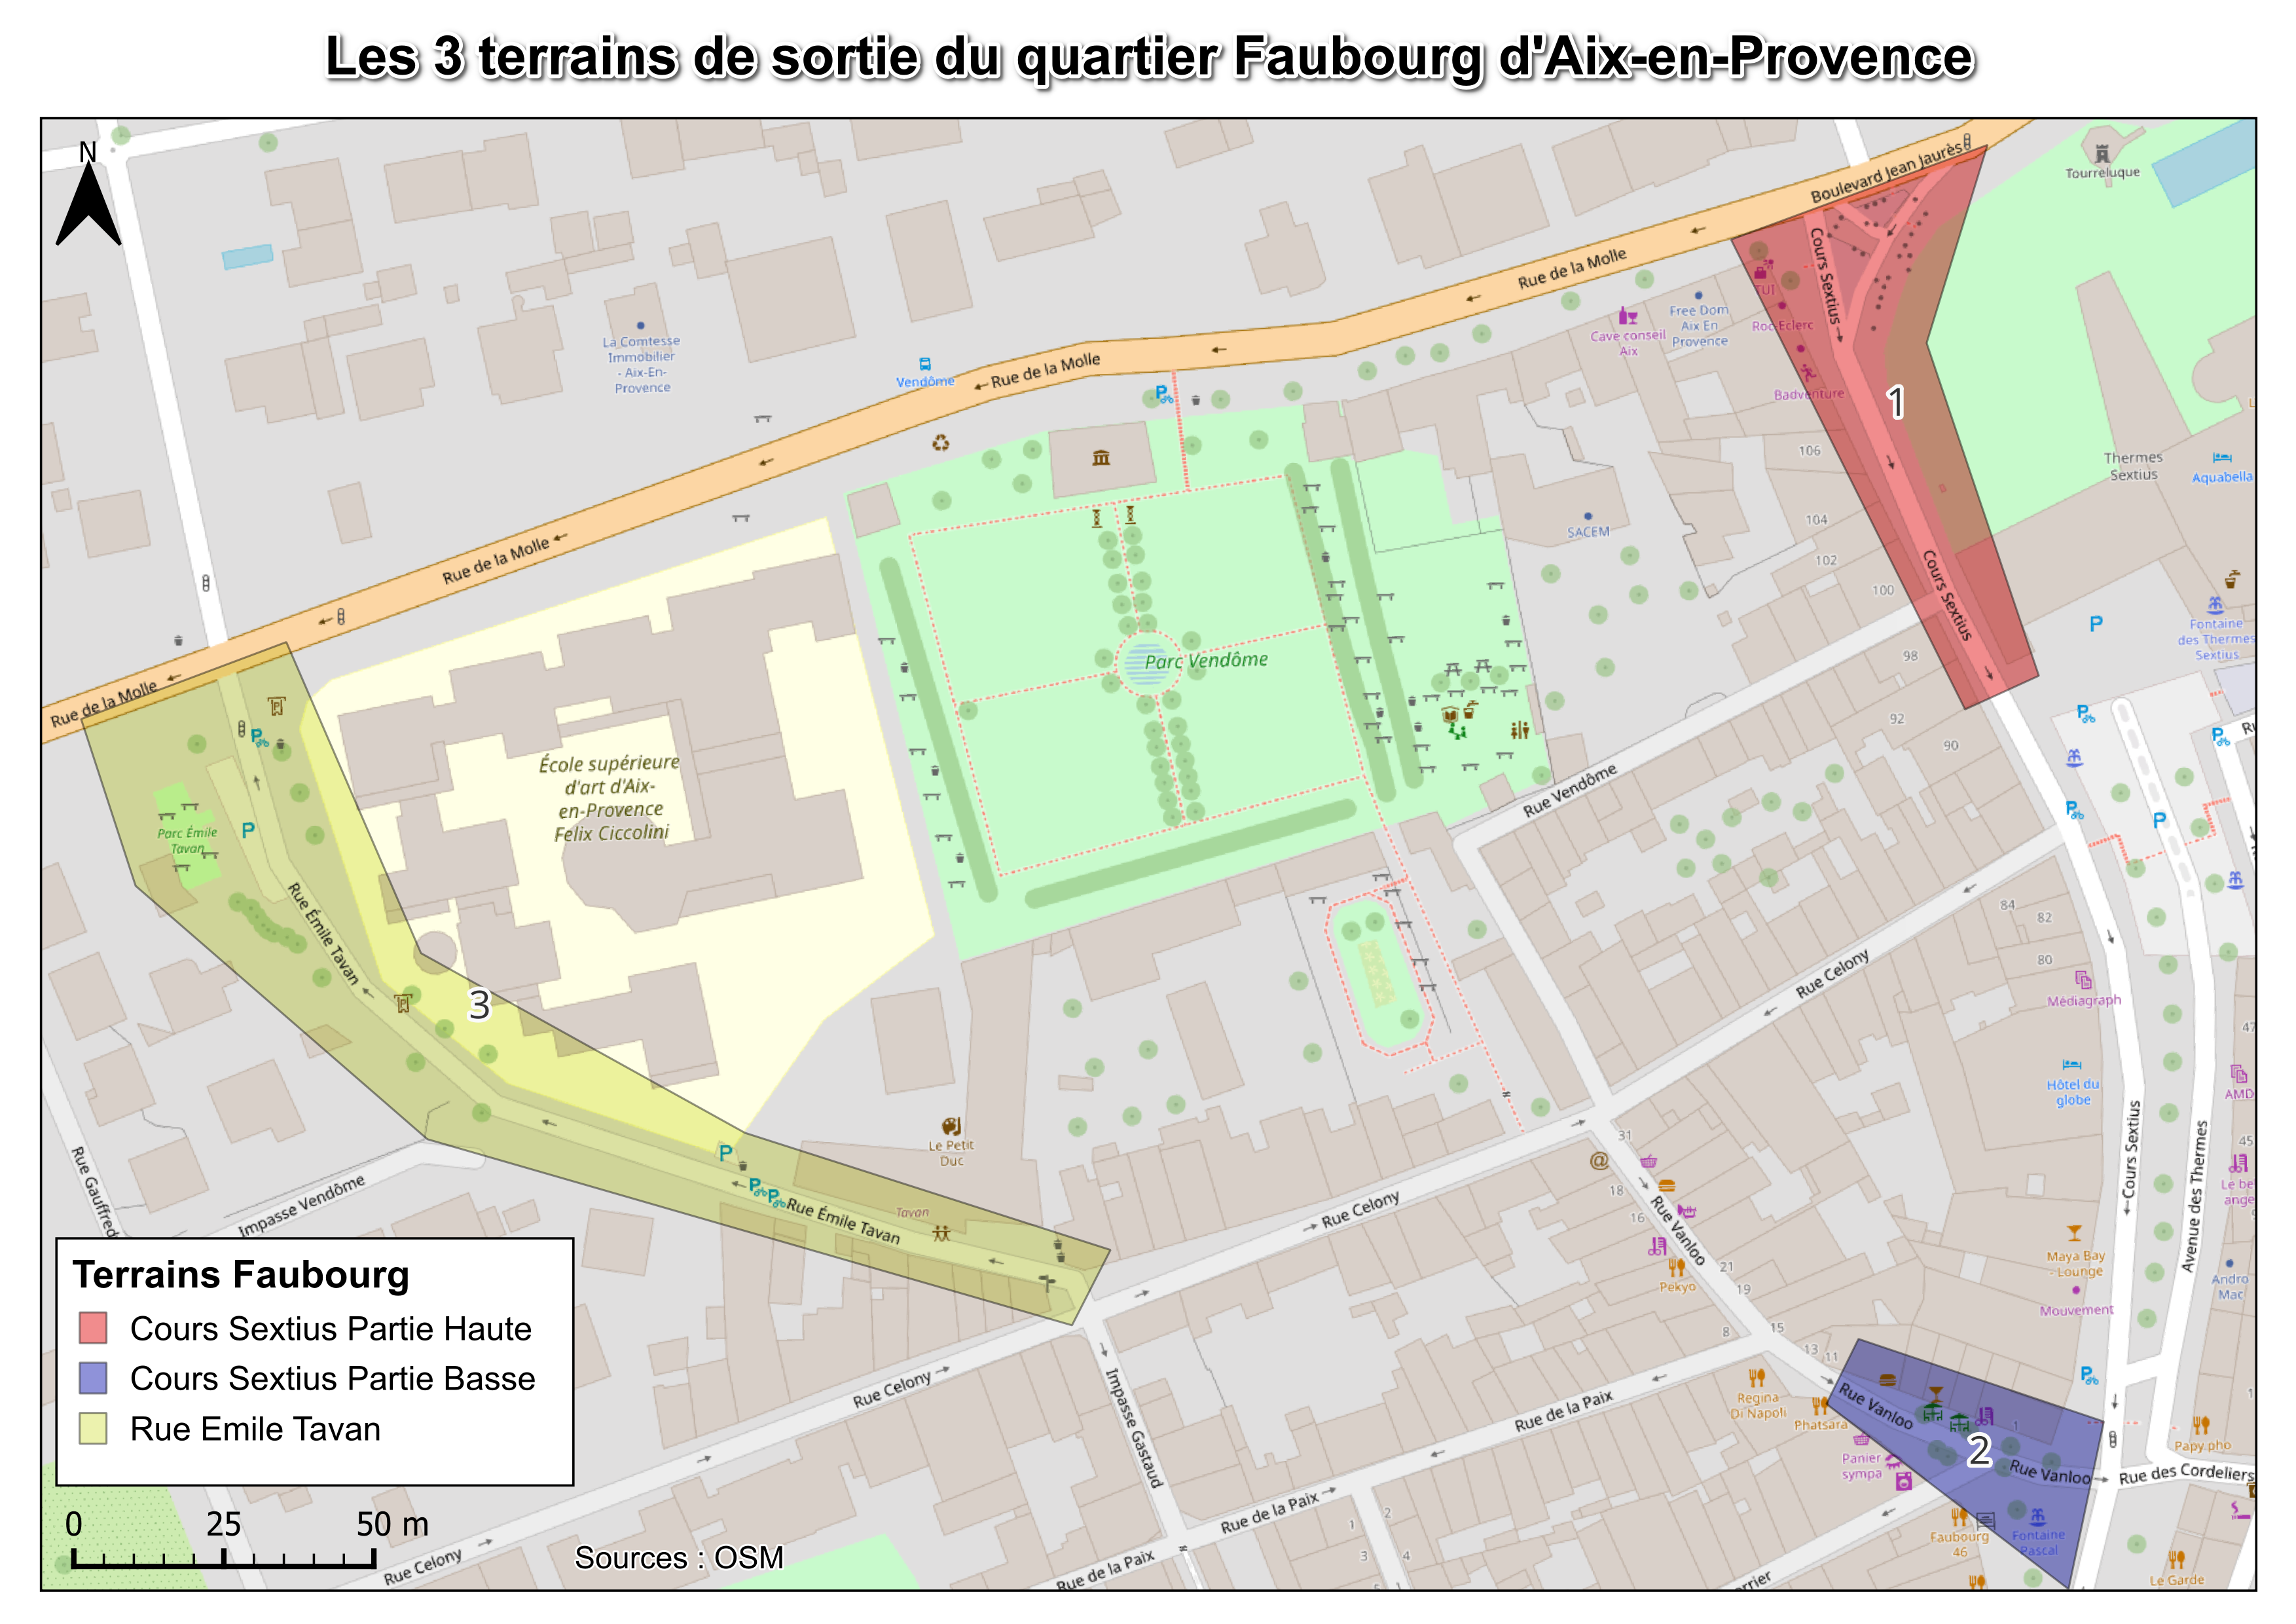 Les 3 terrains de sortie du quartier Faubourg d'Aix-en-Provence
N
Boulevard Jean Jaurès
Tourreluque
Rue de la Molle
Cours Sextius
TUI
Roc-Eclerc
Badventure
1
Free Dom
Aix En
Provence
Cave conseil
Aix
La Comtesse
Immobilier
- Aix-En-
Provence
Vendôme
Rue de la Molle
106
104
102
100
98
92
90
Thermes
Sextius
Aquabella
SACEM
Cours Sextius
Fontaine
des Thermes
Sextius
P
Rue de la Molle
Rue de la Molle
Parc Vendôme
École supérieure
d'art d'Aix-
en-Provence
Felix Ciccolini
P
Parc Émile
Tavan
P
Rue Émile Tavan
3
Rue Vendôme
P
84
82
80
Rue Celony
Médiagraph
47
Hôtel du
globe
AMD
Cours Sextius
Avenue des Thermes
45
Le Petit
Duc
P
Rue Gauffred
Impasse Vendôme
Rue Émile Tavan
Tavan
Rue Celony
31
@
18
16
Rue Vanloo
21
19
Pekyo
8
15
13
11
Maya Bay
- Lounge
Mouvement
Andro
Mac
Terrains Faubourg
Cours Sextius Partie Haute
Cours Sextius Partie Basse
Rue Emile Tavan
Rue Celony
Impasse Gastaud
Rue de la Paix
Regina
Di Napoli
Phatsara
Rue Vanloo
1
2
Rue Vanloo
Rue des Cordeliers
Papy pho
Panier
sympa
Faubourg
46
Fontaine
Pascal
Le Garde
Rue de la Paix
1
2
3
4
0 25 50 m
Sources : OSM
Rue Celony
Rue de la Paix